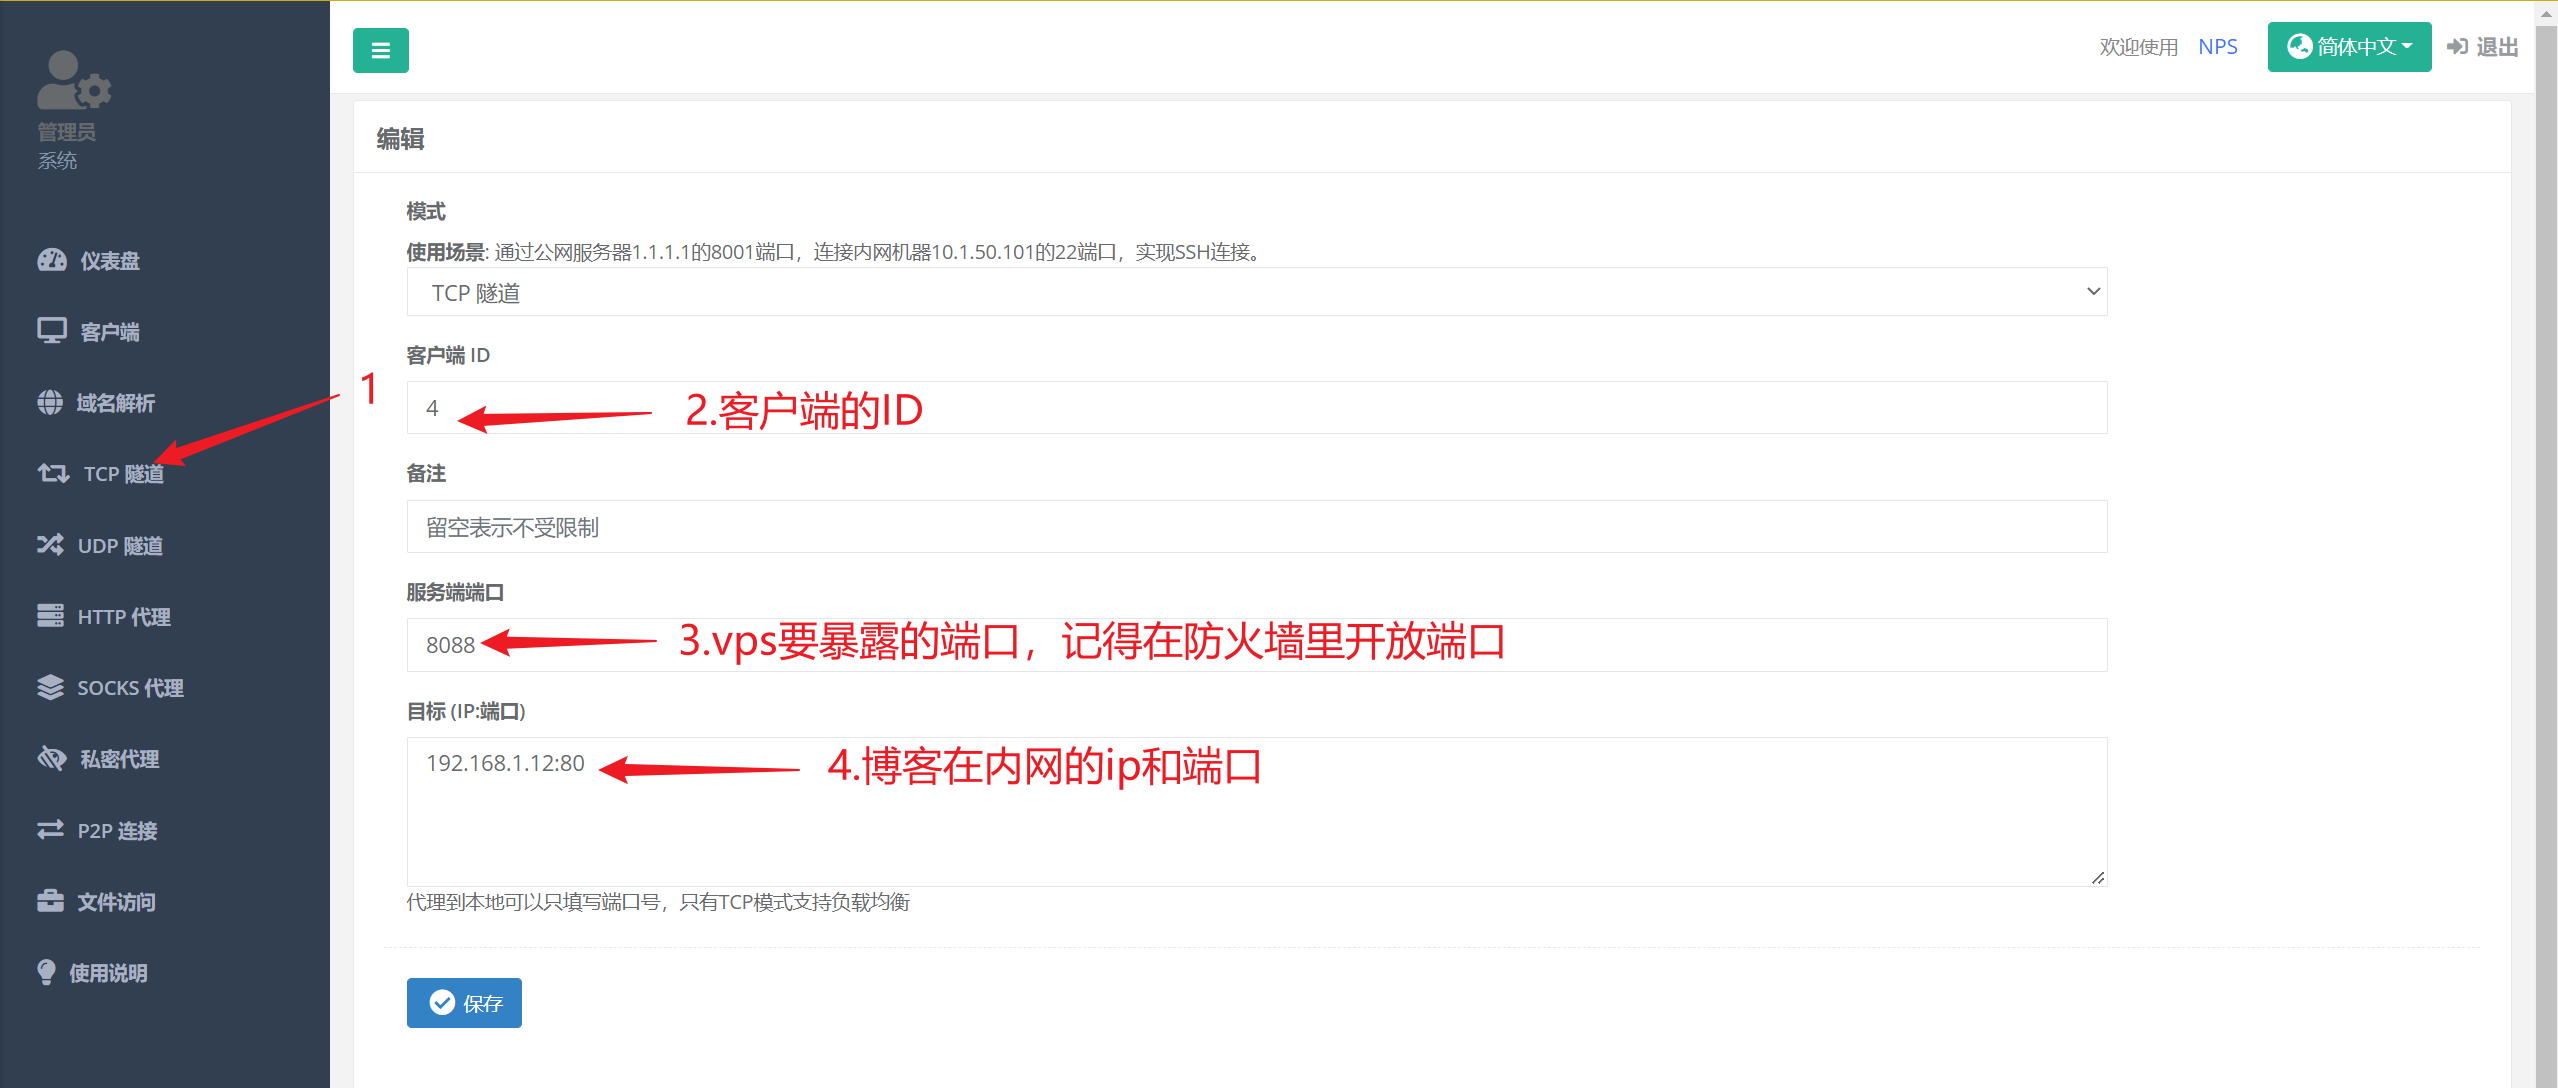 欢迎使用 NPS 简体中文 退出
管理员
系统
仪表盘
客户端
域名解析
TCP 隧道
UDP 隧道
HTTP 代理
SOCKS 代理
私密代理
P2P 连接
文件访问
使用说明
1
编辑
模式
使用场景: 通过公网服务器1.1.1.1的8001端口，连接内网机器10.1.50.101的22端口，实现SSH连接。
TCP 隧道
客户端 ID
4 2.客户端的ID
备注
留空表示不受限制
服务端端口
8088 3.vps要暴露的端口，记得在防火墙里开放端口
目标 (IP:端口)
192.168.1.12:80 4.博客在内网的ip和端口
代理到本地可以只填写端口号，只有TCP模式支持负载均衡
保存